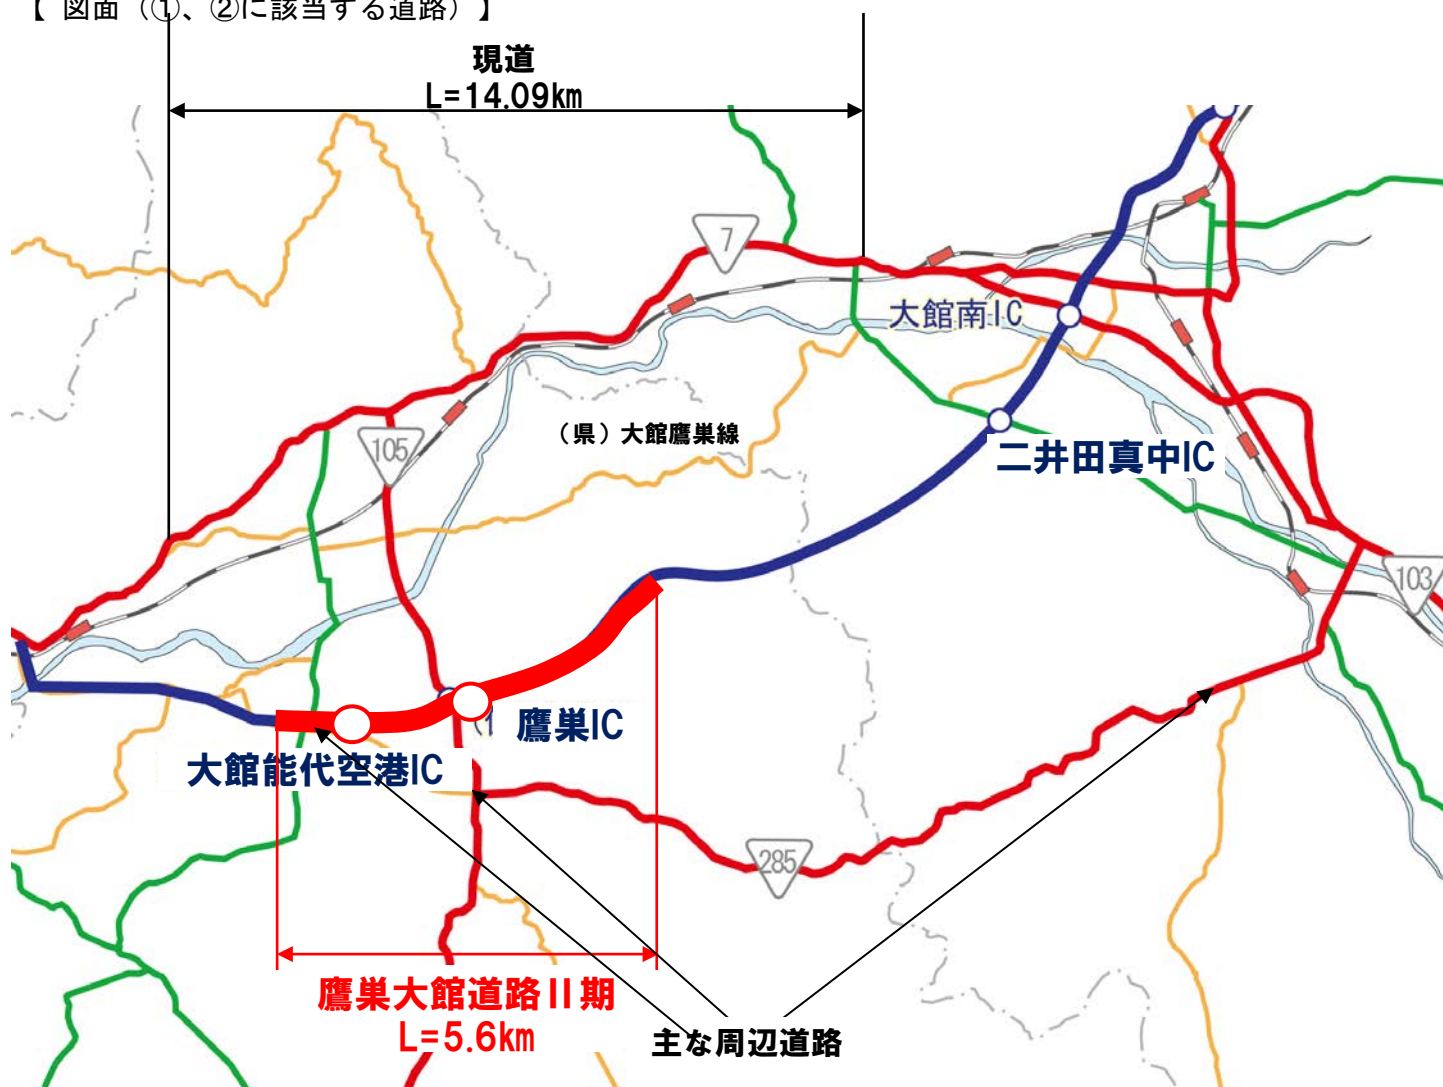 【 図面（①、②に該当する道路）】
現道
L=14.09km
7
大館南IC
105
（県）大館鷹巣線
二井田真中IC
103
鷹巣IC
大館能代空港IC
285
鷹巣大館道路Ⅱ期
L=5.6km
主な周辺道路